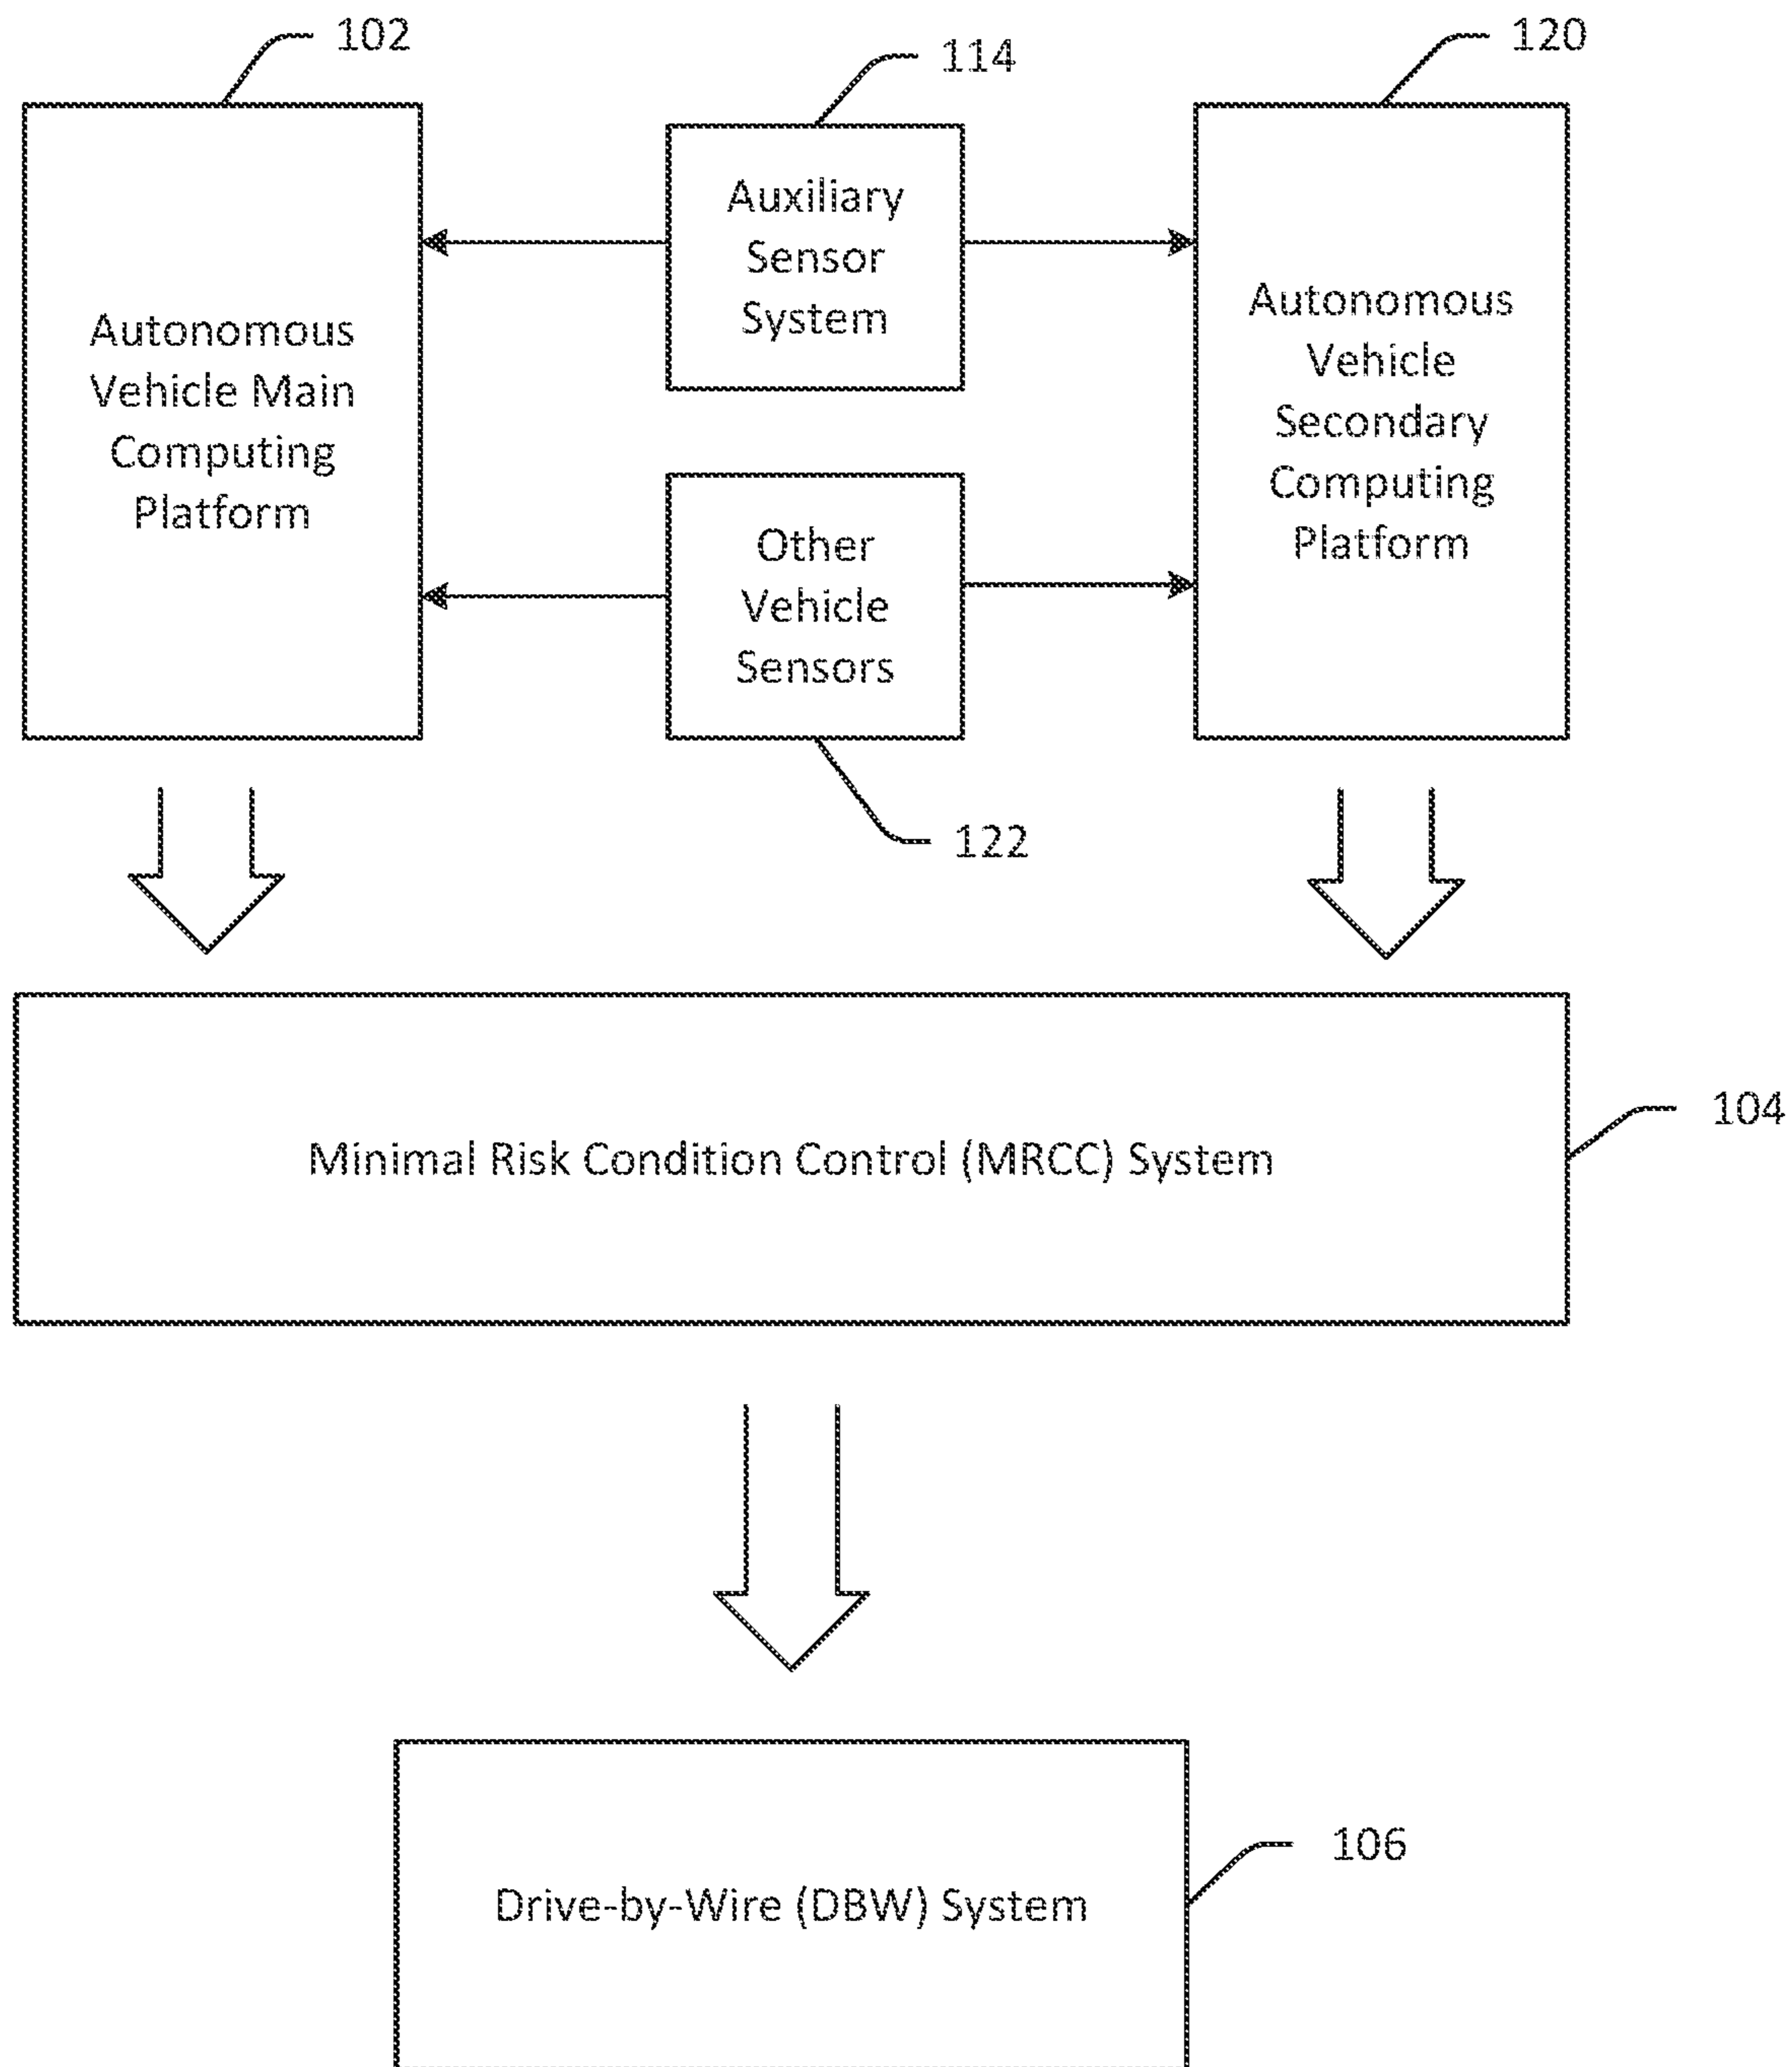 102
114
120
Autonomous
Vehicle Main
Computing
Platform
Auxiliary
Sensor
System
Autonomous
Vehicle
Secondary
Computing
Platform
Other
Vehicle
Sensors
122
Minimal Risk Condition Control (MRCC) System
104
Drive-by-Wire (DBW) System
106